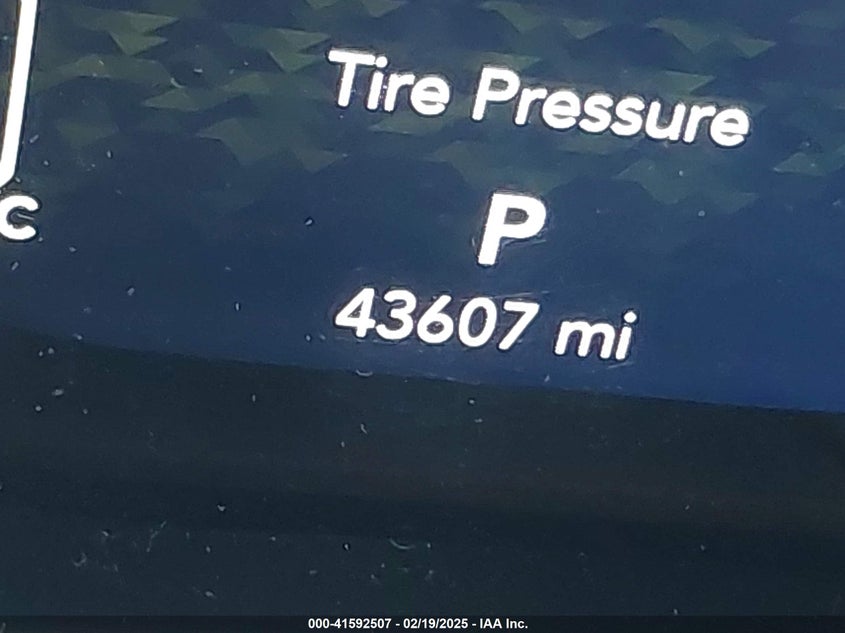 Tire Pressure
C
P
43607 mi
000-41592507 - 02/19/2025 - IAA Inc.